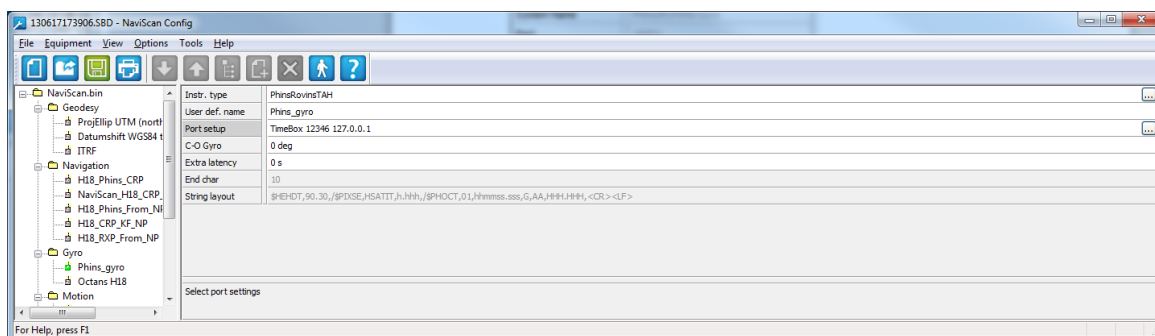 130617173906.SBD - NaviScan Config
File Equipment View Options Tools Help
NaviScan.bin
Geodesy
ProjEllip UTM (north
Datumshift WGS84 t
ITRF
Navigation
H18_Phins_CRP
NaviScan_H18_CRP_
H18_Phins_From_NF
H18_CRP_KF_NP
H18_RXP_From_NP
Gyro
Phins_gyro
Octans H18
Motion
Instr. type PhinsRovinsTAH ...
User def. name Phins_gyro
Port setup TimeBox 12346 127.0.0.1 ...
C-O Gyro 0 deg
Extra latency 0 s
End char 10
String layout $HEHDT,90.30,/$PIXSE,HSATIT,h.hhh,/$PHOCT,01,hhmmss.sss,G,AA,HHH.HHH,<CR><LF>
Select port settings
For Help, press F1